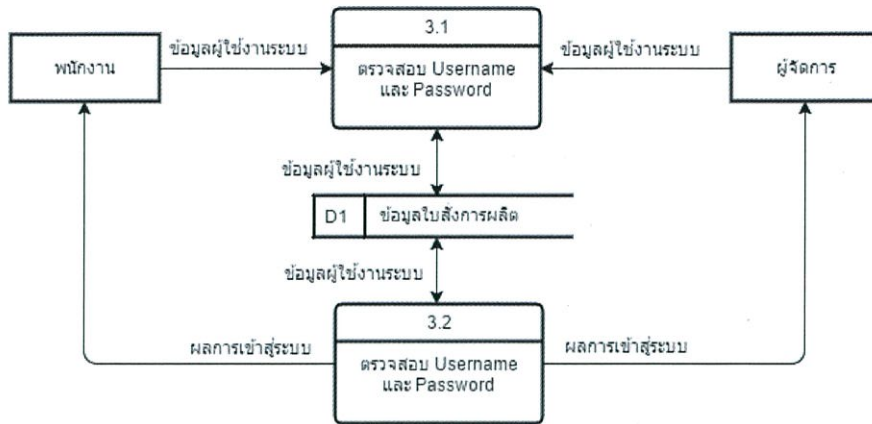 3.1
พนักงาน
ข้อมูลผู้ใช้งานระบบ
ตรวจสอบ Username
และ Password
ข้อมูลผู้ใช้งานระบบ
ผู้จัดการ
ข้อมูลผู้ใช้งานระบบ
D1
ข้อมูลใบสั่งการผลิต
ข้อมูลผู้ใช้งานระบบ
3.2
ผลการเข้าสู่ระบบ
ตรวจสอบ Username
และ Password
ผลการเข้าสู่ระบบ